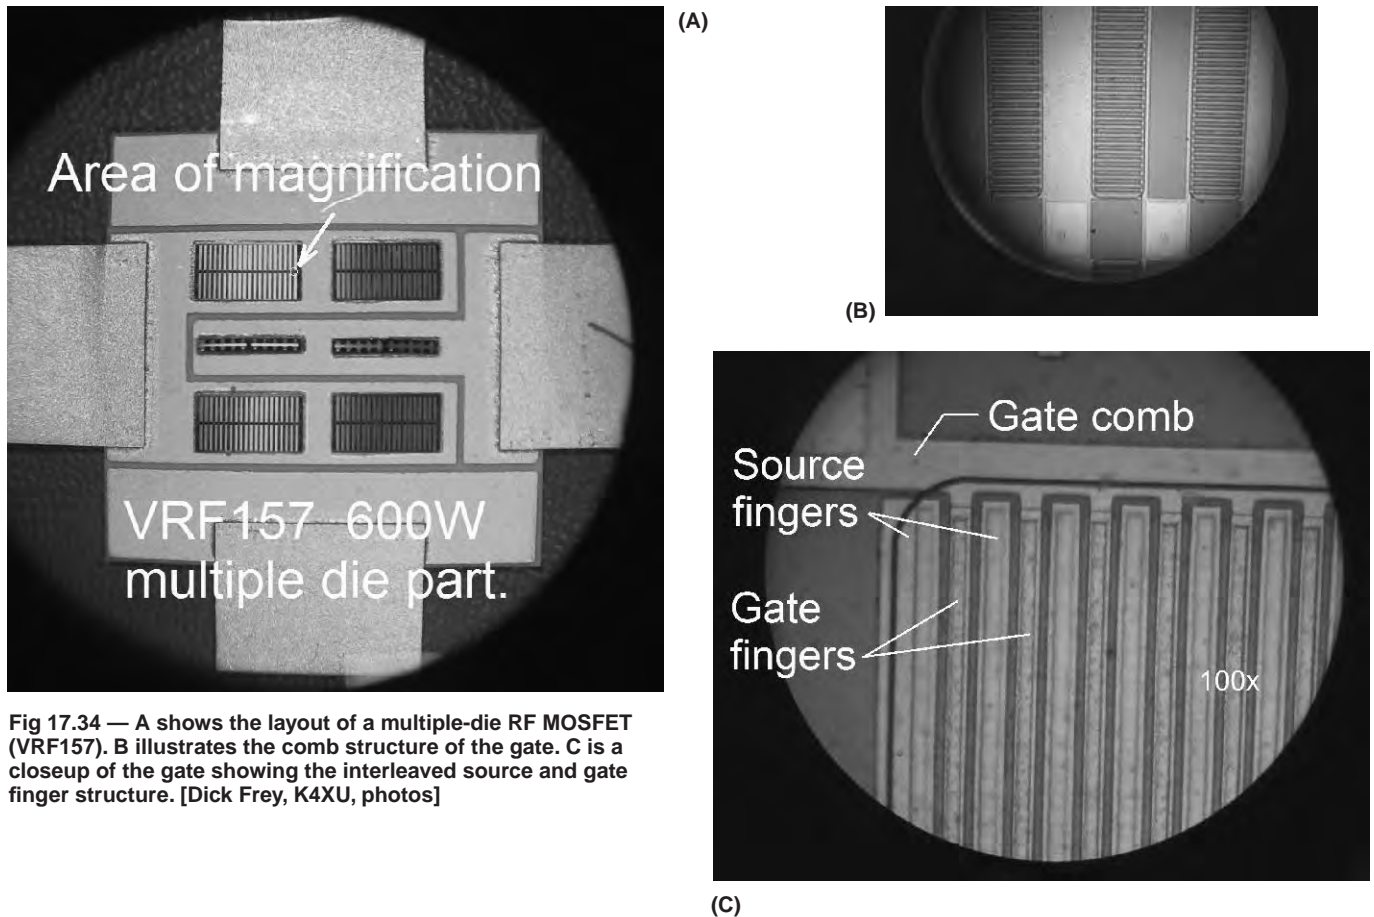 (A)
Area of magnification
VRF157 600W
multiple die part.
(B)
Gate comb
Source
fingers
Gate
fingers
100x
(C)
Fig 17.34 — A shows the layout of a multiple-die RF MOSFET
(VRF157). B illustrates the comb structure of the gate. C is a
closeup of the gate showing the interleaved source and gate
finger structure. [Dick Frey, K4XU, photos]